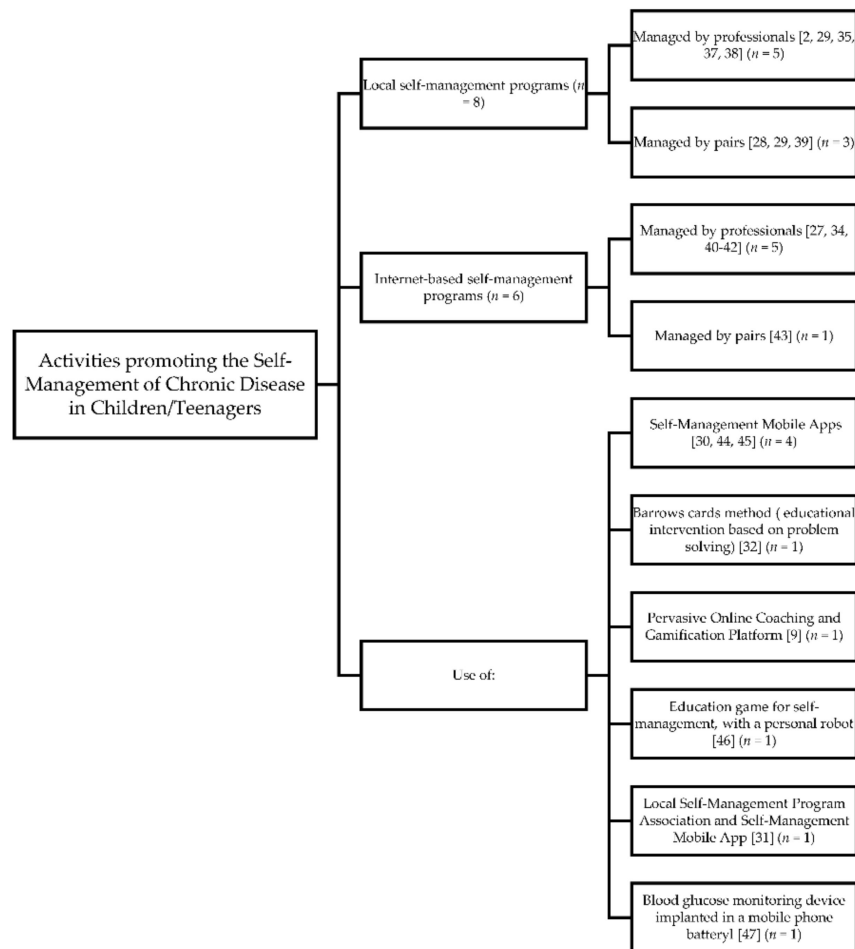 Managed by professionals [2, 29, 35,
37, 38] (n = 5)
Local self-management programs (n
= 8)
Managed by pairs [28, 29, 39] (n = 3)
Managed by professionals [27, 34,
40-42] (n = 5)
Internet-based self-management
programs (n = 6)
Managed by pairs [43] (n = 1)
Activities promoting the Self-
Management of Chronic Disease
in Children/Teenagers
Self-Management Mobile Apps
[30, 44, 45] (n = 4)
Barrows cards method ( educational
intervention based on problem
solving) [32] (n = 1)
Pervasive Online Coaching and
Gamification Platform [9] (n = 1)
Use of:
Education game for self-
management, with a personal robot
[46] (n = 1)
Local Self-Management Program
Association and Self-Management
Mobile App [31] (n = 1)
Blood glucose monitoring device
implanted in a mobile phone
batteryl [47] (n = 1)